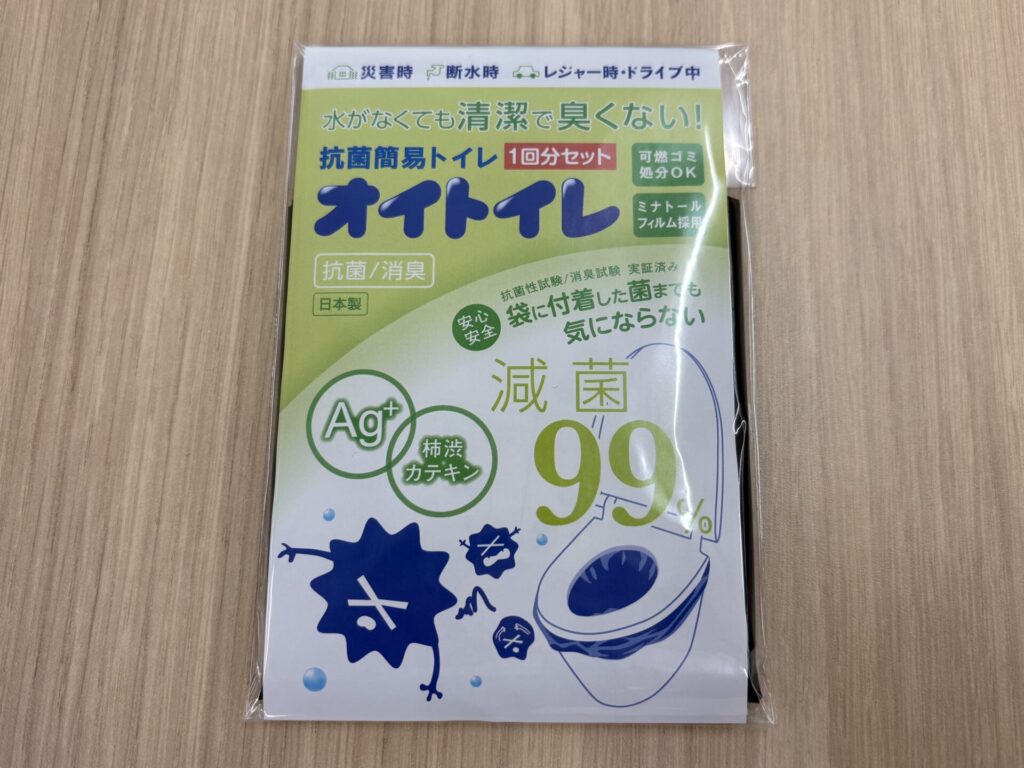 災害時 断水時 レジャー時・ドライブ中
水がなくても清潔で臭くない!
抗菌簡易トイレ 1回分セット
オイトイレ
可燃ゴミ
処分OK
ミナトール
フィルム採用
抗菌/消臭
日本製
抗菌性試験/消臭試験 実証済み
安心
安全
袋に付着した菌までも
気にならない
減菌
99%
Ag+
柿渋
カテキン